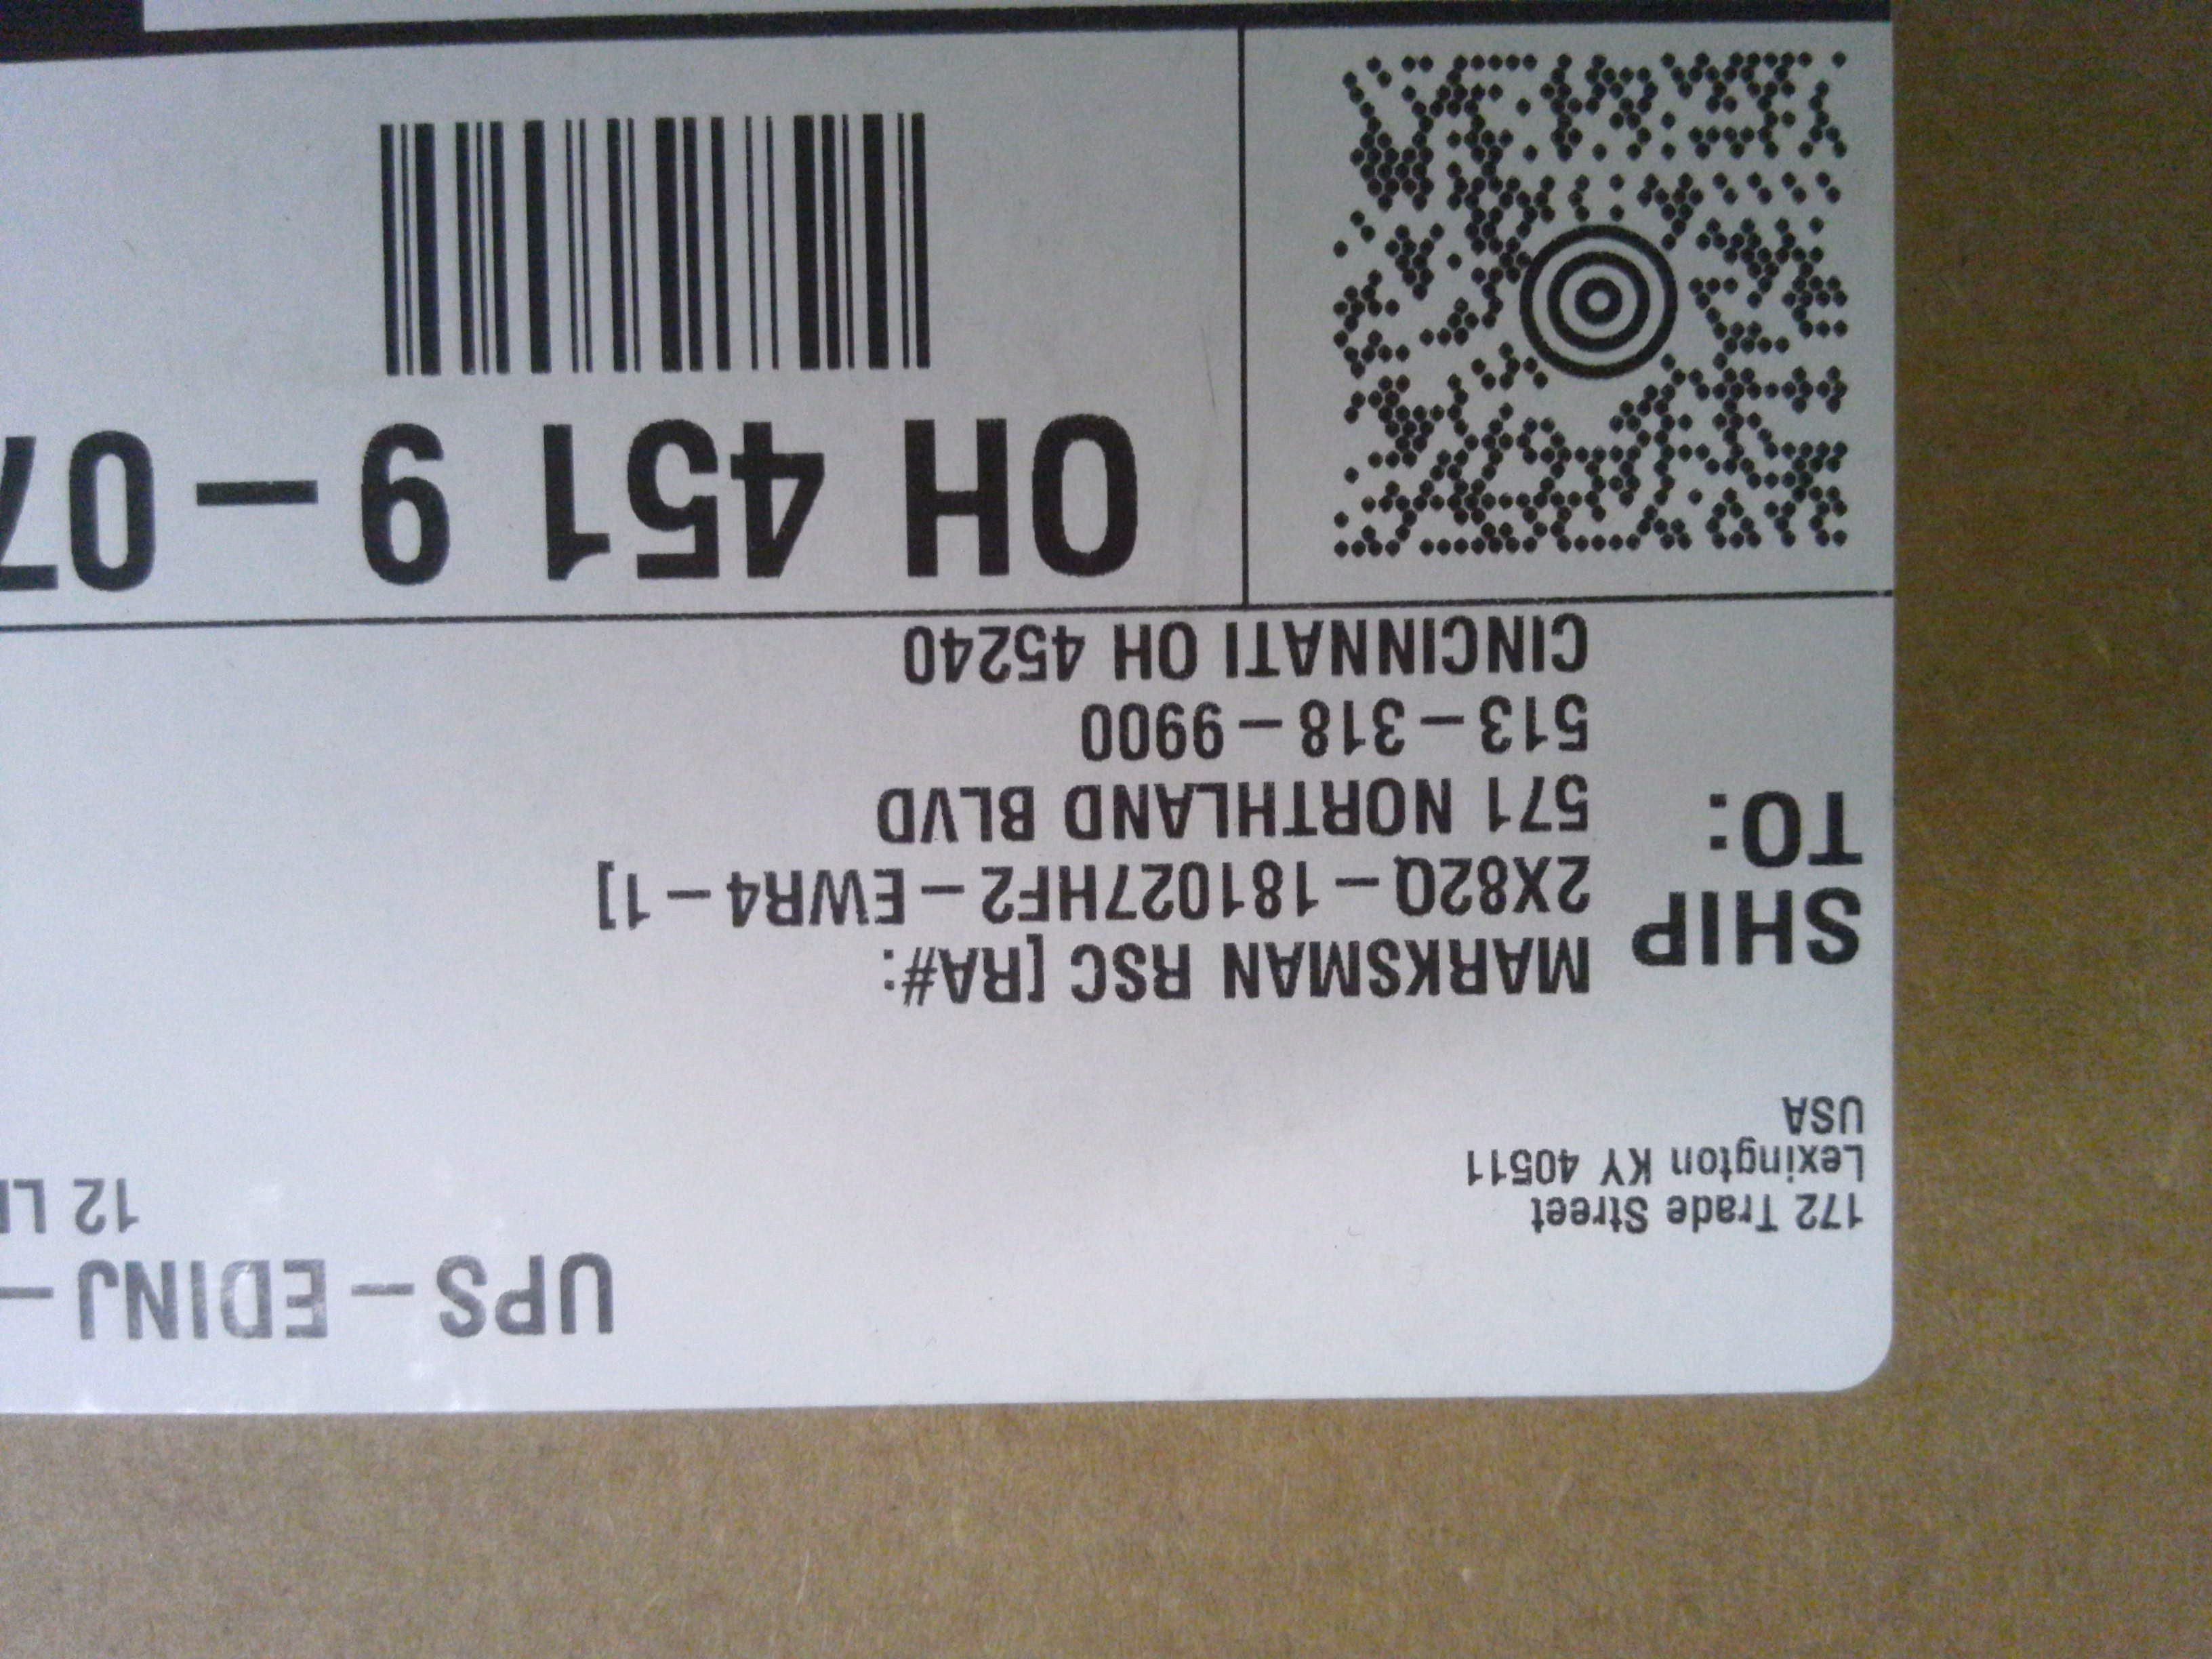 UPS - EDINJ -
12
172 Trade Street
Lexington KY 40511
USA
SHIP
TO:
MARKSMAN RSC [RA#:
2X82Q - 181027HF2 - EWR4 - 1]
571 NORTHLAND BLVD
513 - 318 - 9900
CINCINNATI OH 45240
OH 451 9 - 07